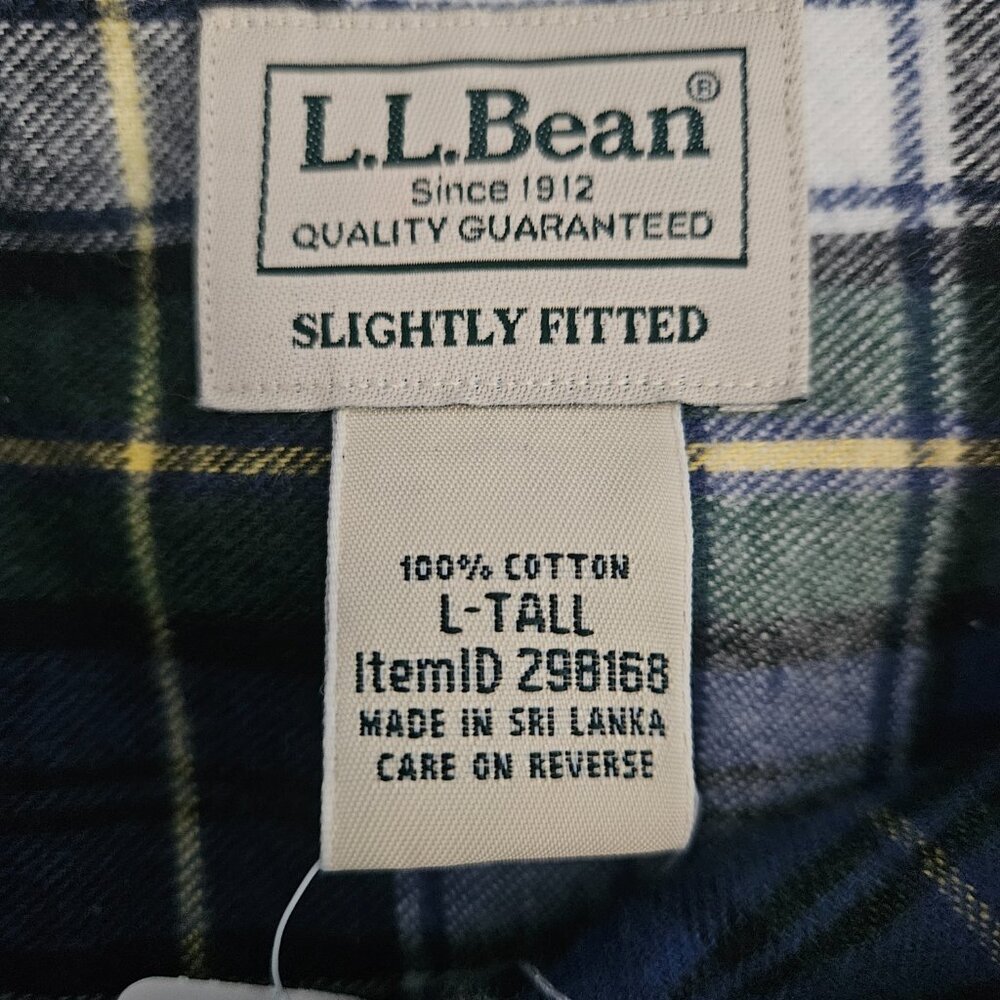 L.L.Bean®
Since 1912
QUALITY GUARANTEED
SLIGHTLY FITTED
100% COTTON
L-TALL
ItemID 298168
MADE IN SRI LANKA
CARE ON REVERSE